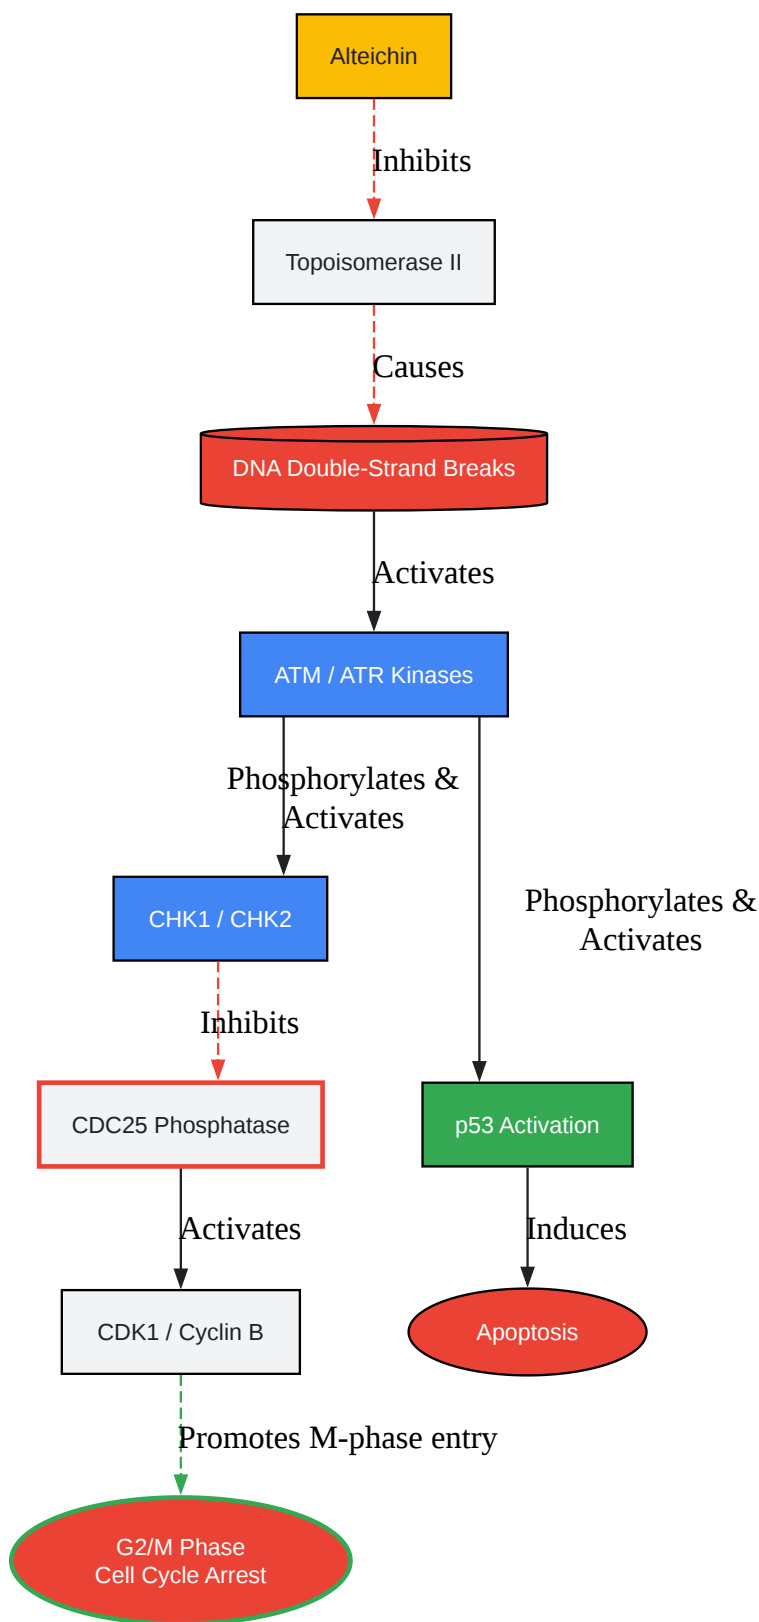 Alteichin
Inhibits
Topoisomerase II
Causes
DNA Double-Strand Breaks
Activates
ATM / ATR Kinases
Phosphorylates &
Activates
CHK1 / CHK2
Phosphorylates &
Activates
Inhibits
CDC25 Phosphatase
p53 Activation
Activates
Induces
CDK1 / Cyclin B
Apoptosis
Promotes M-phase entry
G2/M Phase
Cell Cycle Arrest